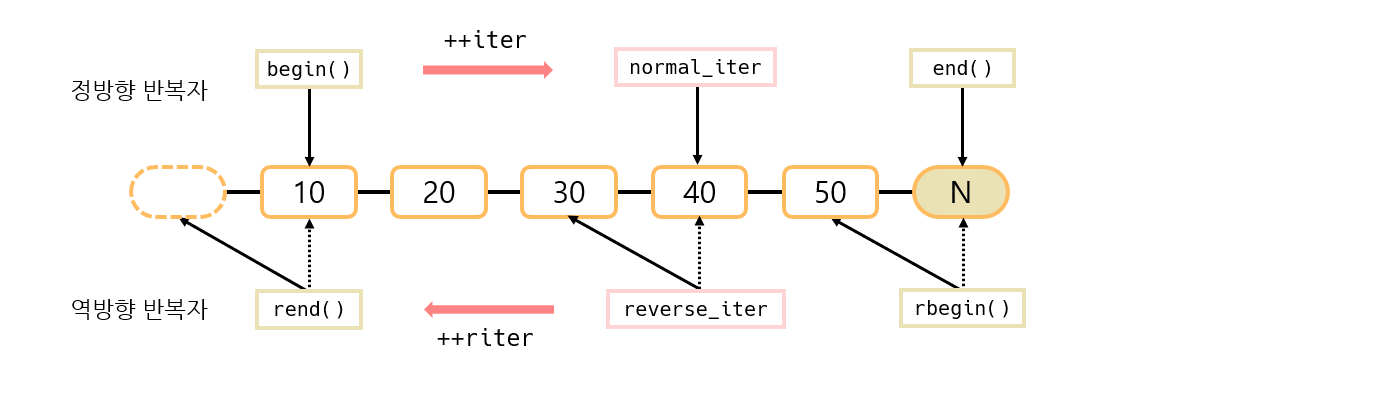 ++iter
정방향 반복자
begin()
normal_iter
end()
10
20
30
40
50
N
역방향 반복자
rend()
reverse_iter
rbegin()
++riter